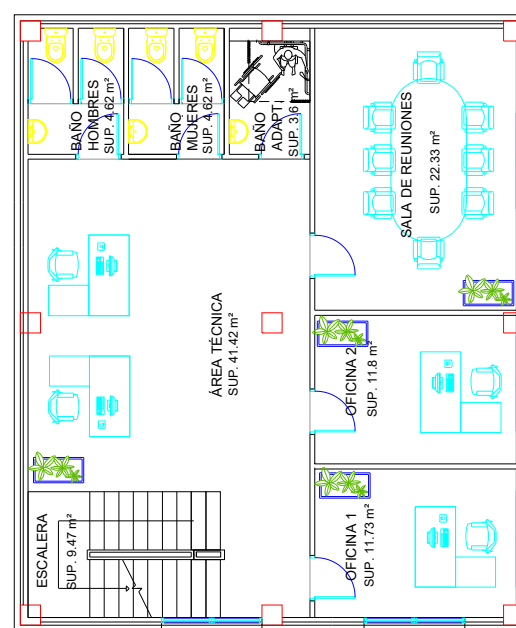 BAÑO
HOMBRES
SUP. 4.62 m²
BAÑO
MUJERES
SUP. 4.62 m²
BAÑO
ADAPT.
SUP. 3.6 m²
SALA DE REUNIONES
SUP. 22.33 m²
ÁREA TÉCNICA
SUP. 41.42 m²
OFICINA 2
SUP. 11.8 m²
ESCALERA
SUP. 9.47 m²
OFICINA 1
SUP. 11.73 m²